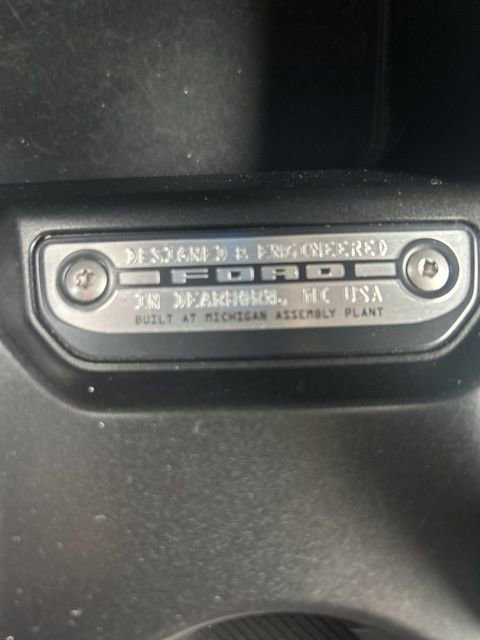 DESIGNED & ENGINEERED
FORD
IN DEARBORN, MI USA
BUILT AT MICHIGAN ASSEMBLY PLANT